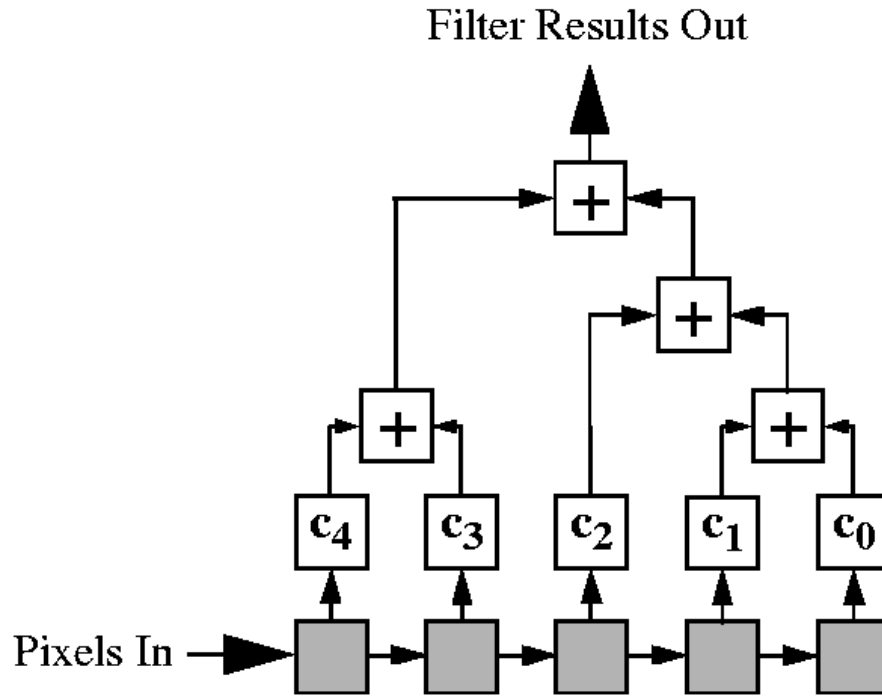 Filter Results Out
+
+
+
+
c4 c3 c2 c1 c0
Pixels In